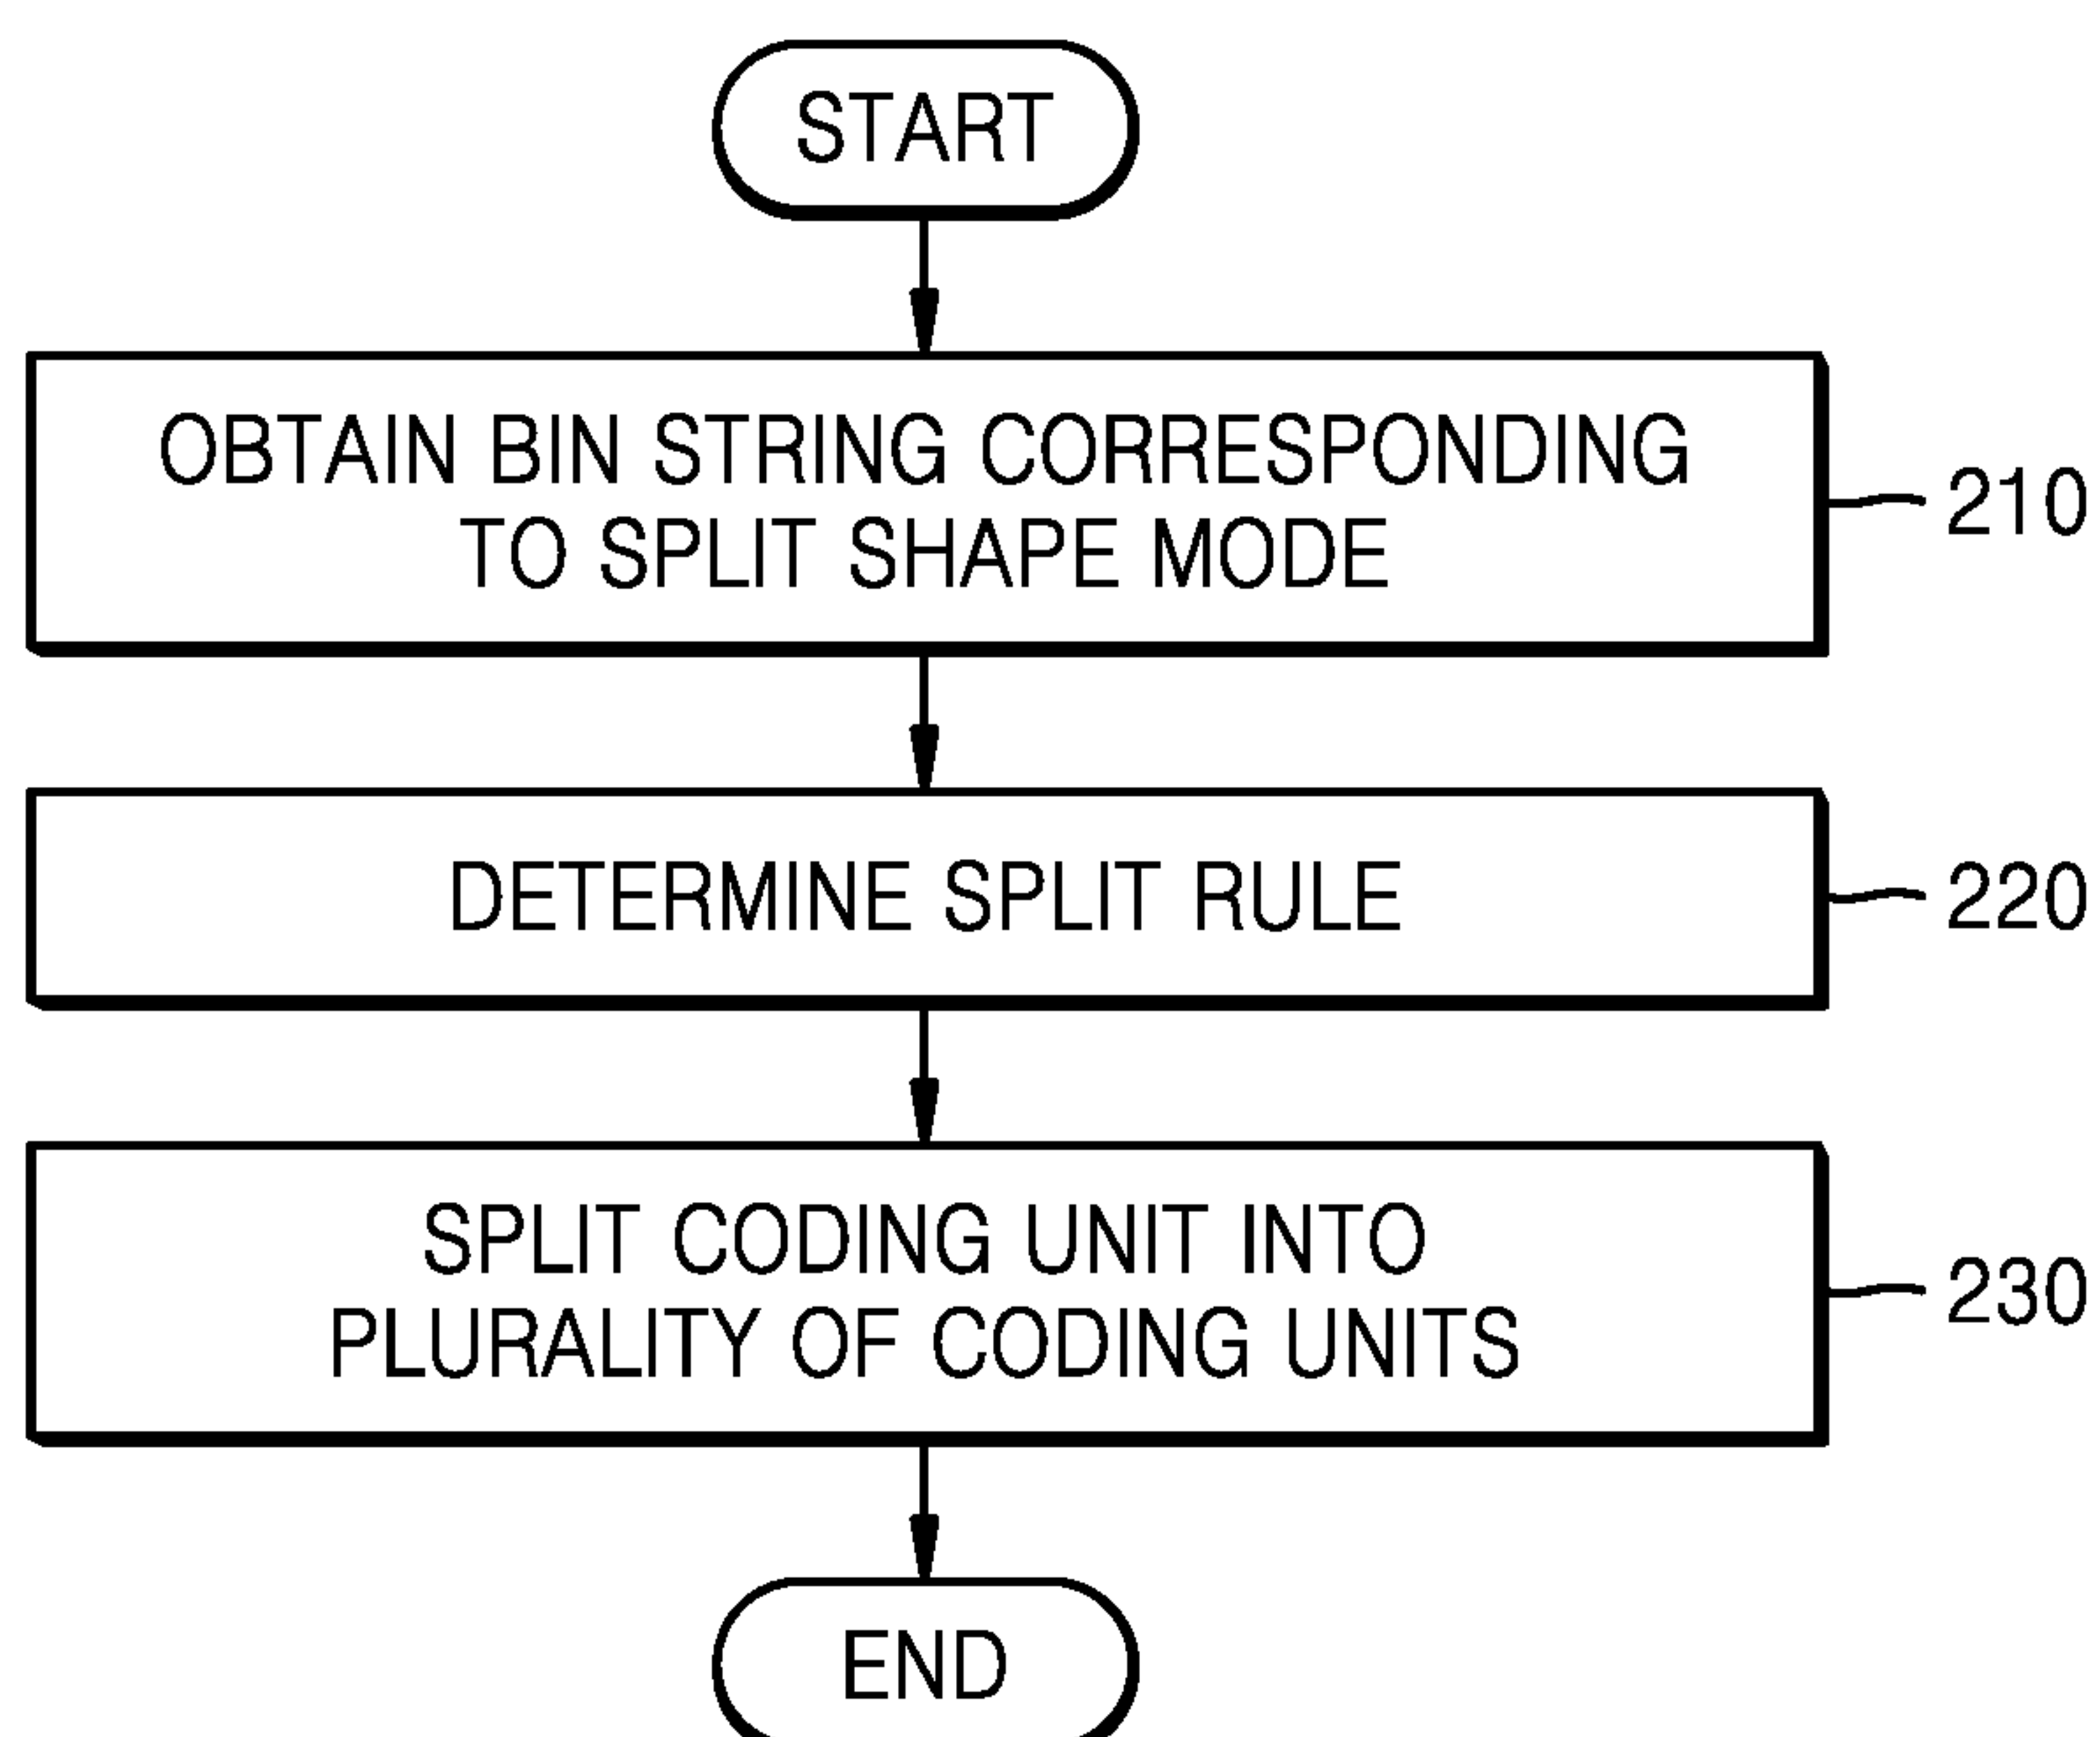 START
OBTAIN BIN STRING CORRESPONDING
TO SPLIT SHAPE MODE
210
DETERMINE SPLIT RULE
220
SPLIT CODING UNIT INTO
PLURALITY OF CODING UNITS
230
END